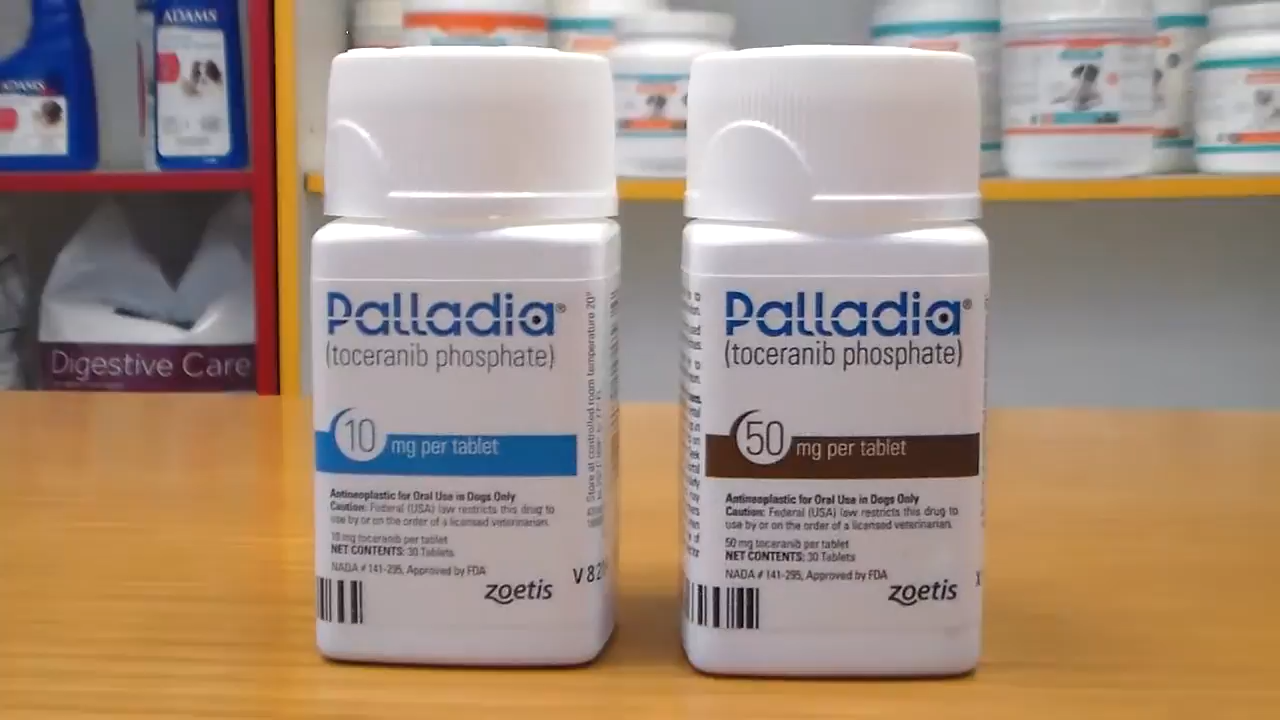 ADAMS
ADAMS
Digestive Care
Palladia®
(toceranib phosphate)
10 mg per tablet
Antineoplastic for Oral Use in Dogs Only
Caution: Federal (USA) law restricts this drug to
use by or on the order of a licensed veterinarian.
10 mg toceranib per tablet
NET CONTENTS: 30 Tablets
NADA # 141-295, Approved by FDA
zoetis
Store at controlled room temperature 20°
V82
Palladia®
(toceranib phosphate)
50 mg per tablet
Antineoplastic for Oral Use in Dogs Only
Caution: Federal (USA) law restricts this drug to
use by or on the order of a licensed veterinarian.
50 mg toceranib per tablet
NET CONTENTS: 30 Tablets
NADA # 141-295, Approved by FDA
zoetis